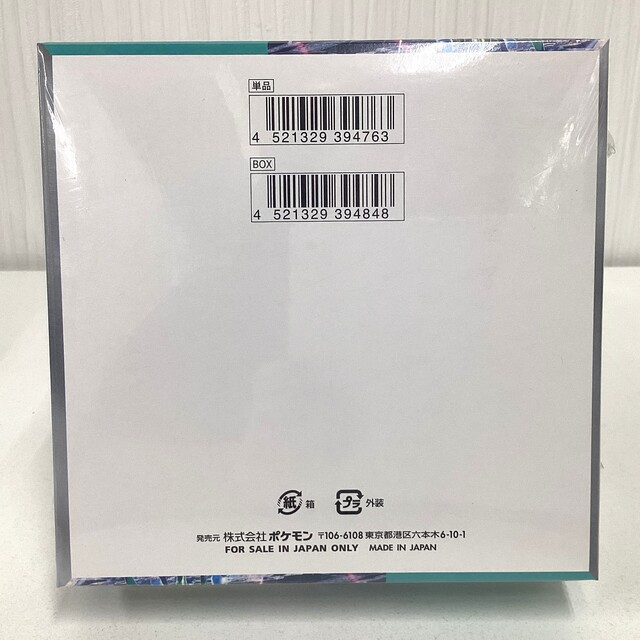 単品
4 521329 394763
BOX
4 521329 394848
紙 箱 プラ 外装
発売元 株式会社 ポケモン 〒106-6108 東京都港区六本木6-10-1
FOR SALE IN JAPAN ONLY MADE IN JAPAN